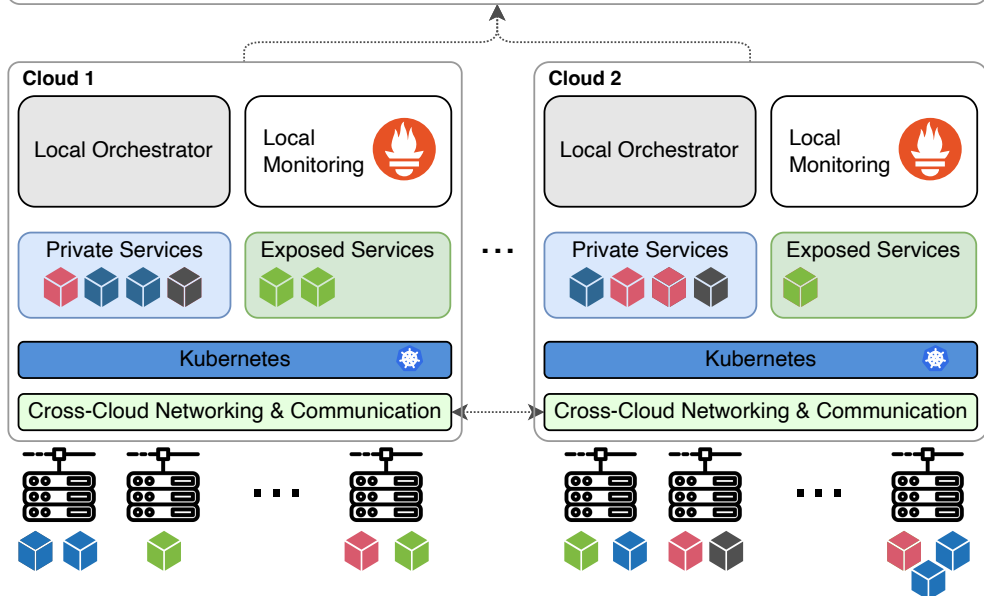 Cloud 1
Local Orchestrator
Local
Monitoring
Private Services
Exposed Services
Kubernetes
Cross-Cloud Networking & Communication
...
Cloud 2
Local Orchestrator
Local
Monitoring
Private Services
Exposed Services
Kubernetes
Cross-Cloud Networking & Communication
...
...